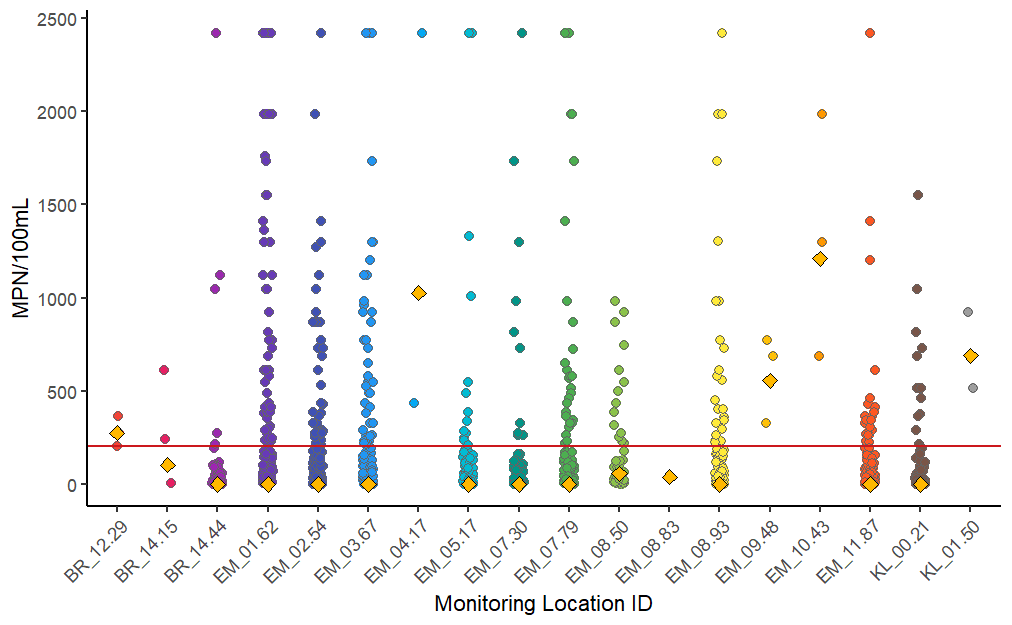 2500
2000
1500
1000
500
0
MPN/100mL
BR_12.29
BR_14.15
BR_14.44
EM_01.62
EM_02.54
EM_03.67
EM_04.17
EM_05.17
EM_07.30
EM_07.79
EM_08.50
EM_08.83
EM_08.93
EM_09.48
EM_10.43
EM_11.87
KL_00.21
KL_01.50
Monitoring Location ID